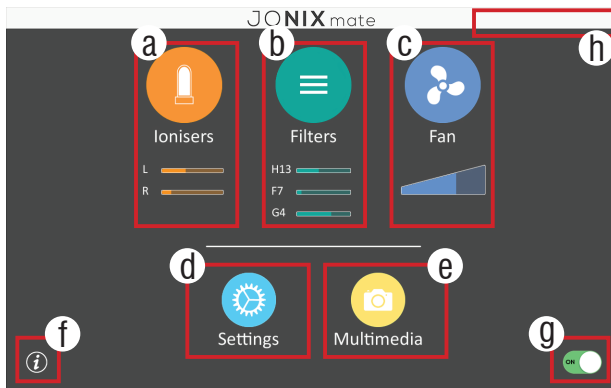 JONIX mate
a b c h
Ionisers Filters Fan
L H13
R F7
G4
d e
Settings Multimedia
f g
i ON